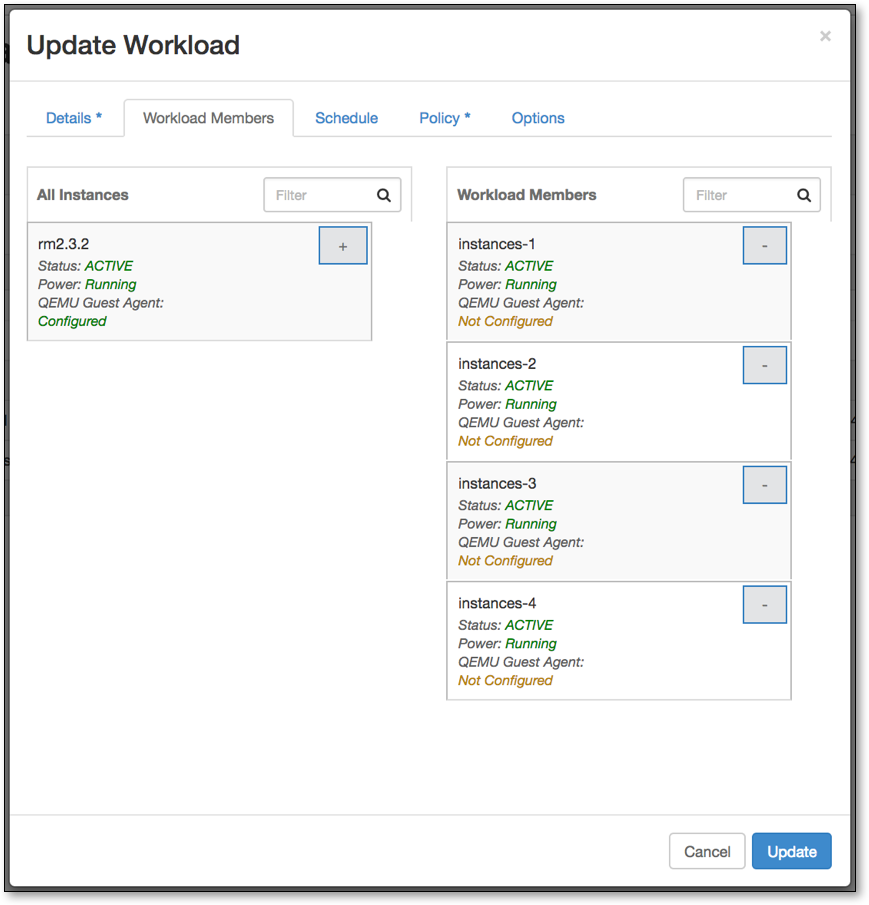 Update Workload
×
Details *
Workload Members
Schedule
Policy *
Options
All Instances
Filter
rm2.3.2
+
Status: ACTIVE
Power: Running
QEMU Guest Agent:
Configured
Workload Members
Filter
instances-1
-
Status: ACTIVE
Power: Running
QEMU Guest Agent:
Not Configured
instances-2
-
Status: ACTIVE
Power: Running
QEMU Guest Agent:
Not Configured
instances-3
-
Status: ACTIVE
Power: Running
QEMU Guest Agent:
Not Configured
instances-4
-
Status: ACTIVE
Power: Running
QEMU Guest Agent:
Not Configured
Cancel
Update